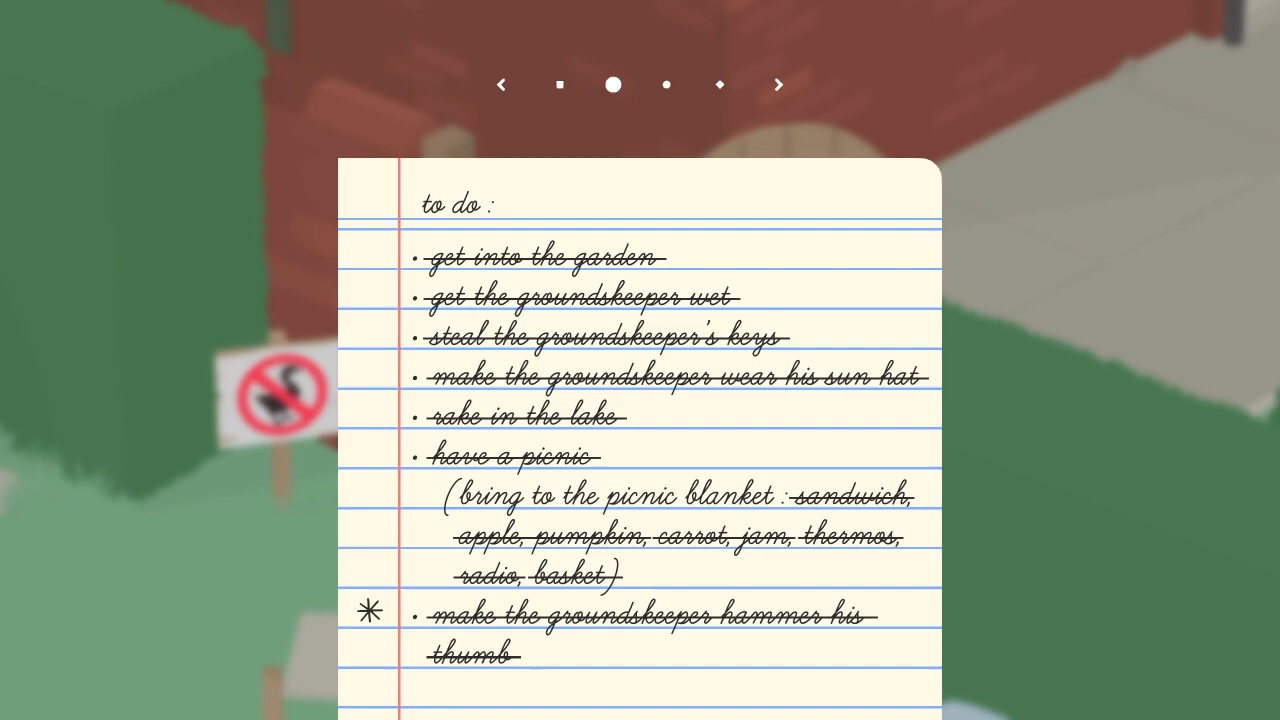 to do :
• get into the garden
• get the groundskeeper wet
• steal the groundskeeper's keys
• make the groundskeeper wear his sun hat
• rake in the lake
• have a picnic
(bring to the picnic blanket : sandwich,
apple, pumpkin, carrot, jam, thermos,
radio, basket)
• make the groundskeeper hammer his
thumb